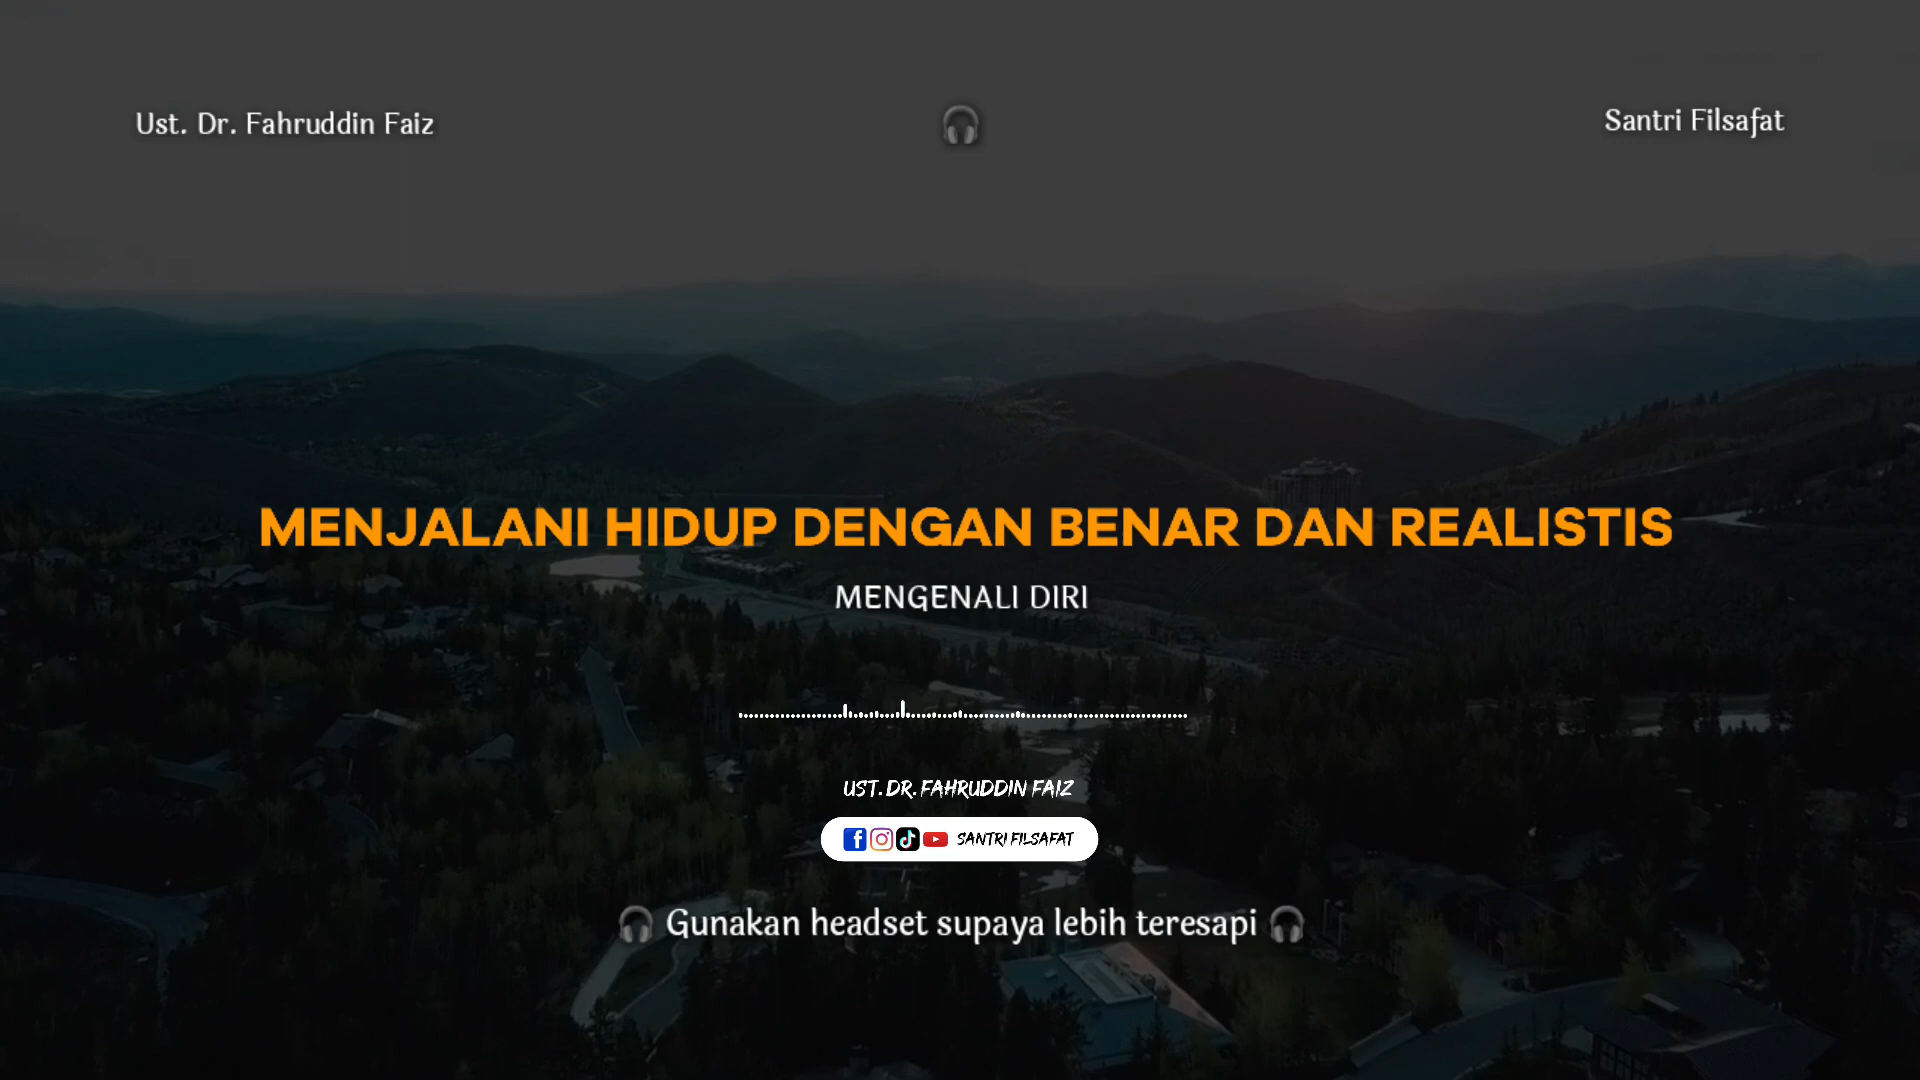 Ust. Dr. Fahruddin Faiz
Santri Filsafat
MENJALANI HIDUP DENGAN BENAR DAN REALISTIS
MENGENALI DIRI
UST. DR. FAHRUDDIN FAIZ
SANTRI FILSAFAT
Gunakan headset supaya lebih teresapi